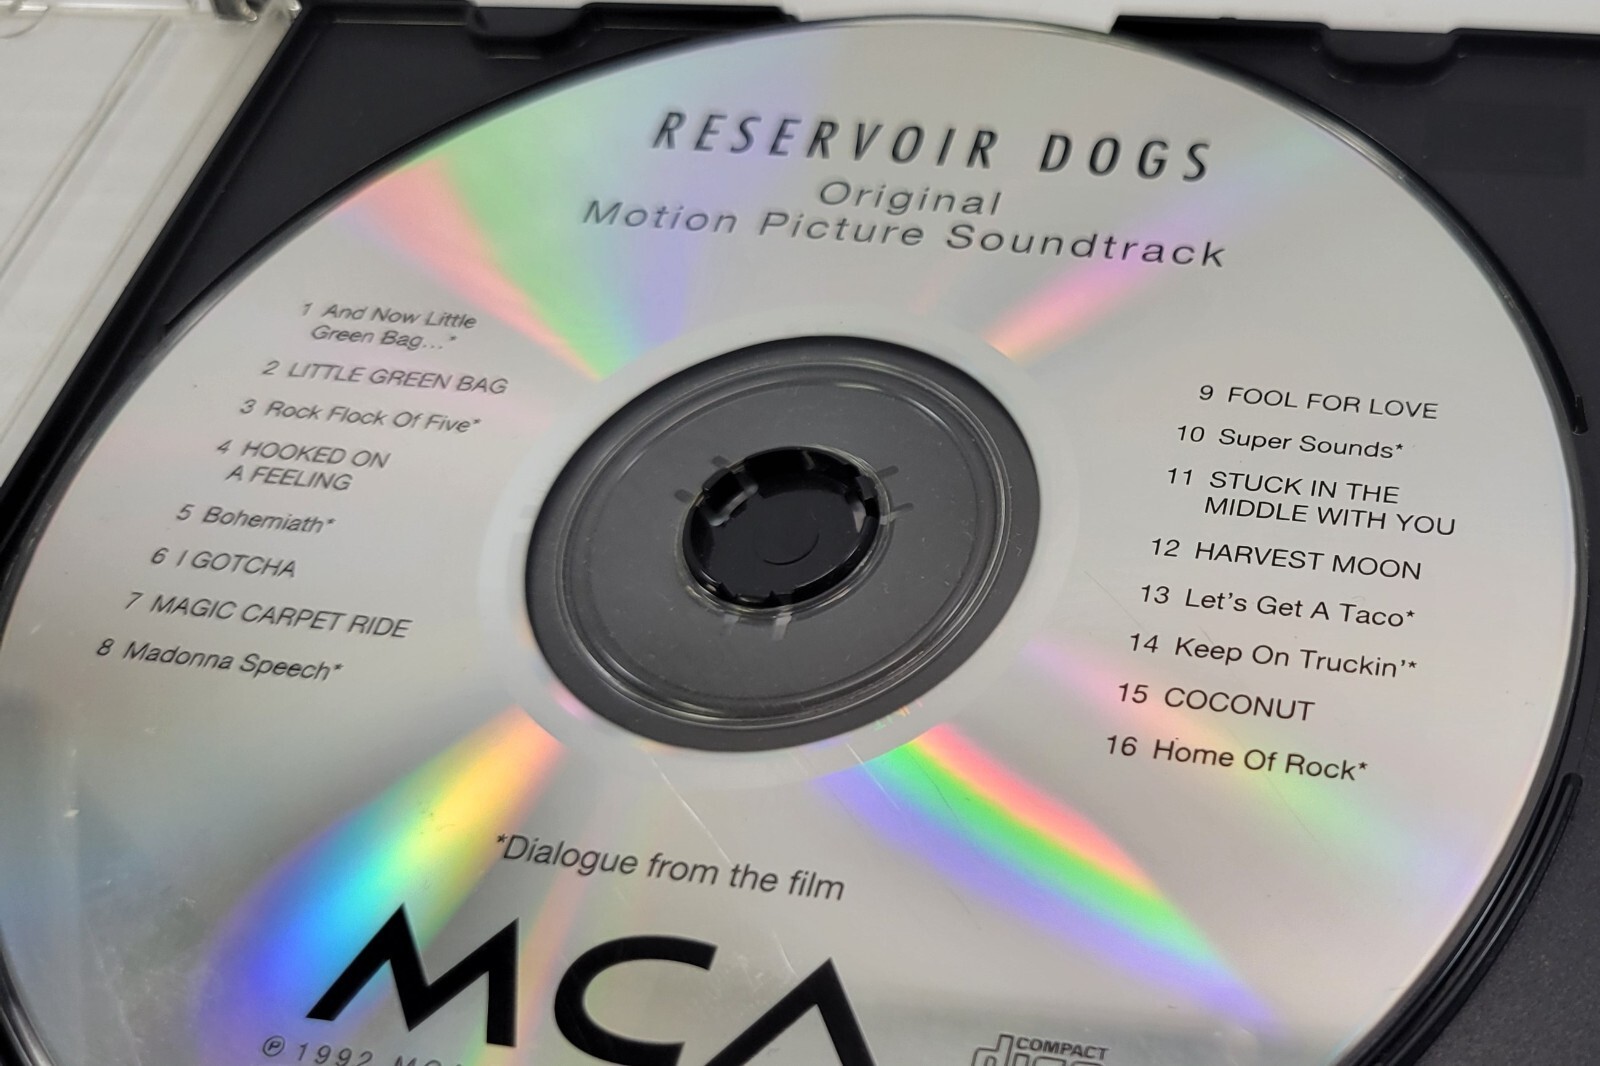 RESERVOIR DOGS
Original
Motion Picture Soundtrack
1 And Now Little
Green Bag...*
2 LITTLE GREEN BAG
3 Rock Flock Of Five*
4 HOOKED ON
A FEELING
5 Bohemiath*
6 I GOTCHA
7 MAGIC CARPET RIDE
8 Madonna Speech*
9 FOOL FOR LOVE
10 Super Sounds*
11 STUCK IN THE
MIDDLE WITH YOU
12 HARVEST MOON
13 Let's Get A Taco*
14 Keep On Truckin'*
15 COCONUT
16 Home Of Rock*
*Dialogue from the film
MCA
℗ 1992 MCA
COMPACT
disc